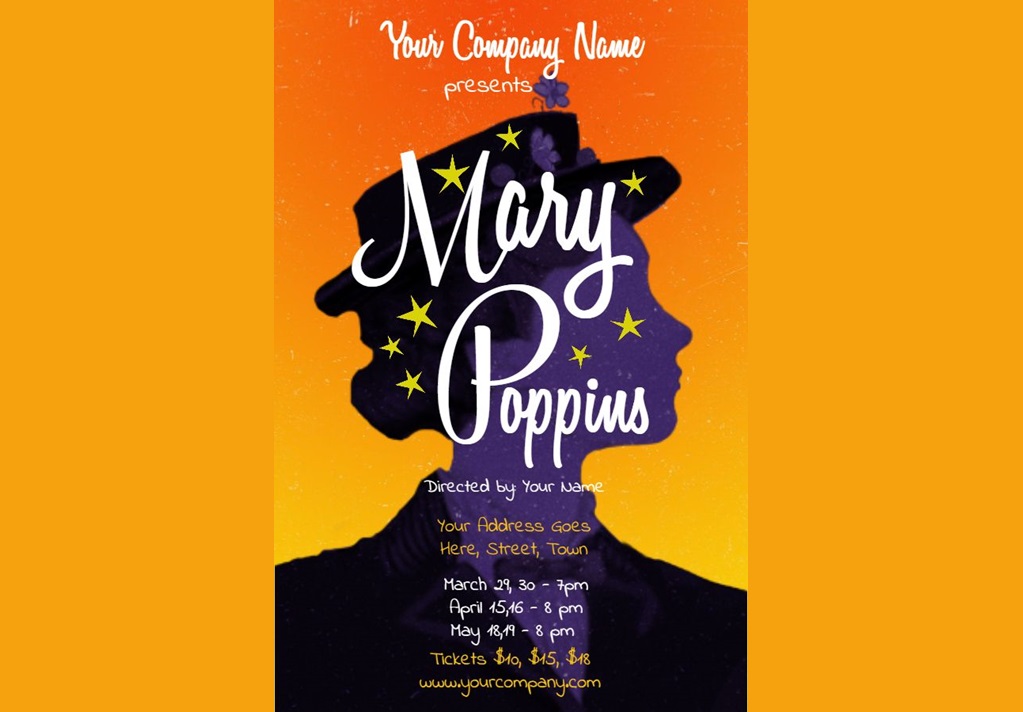 Your Company Name
presents
Mary
Poppins
Directed by: Your Name
Your Address Goes
Here, Street, Town
March 29, 30 - 7pm
April 15,16 - 8 pm
May 18,19 - 8 pm
Tickets $10, $15, $18
www.yourcompany.com